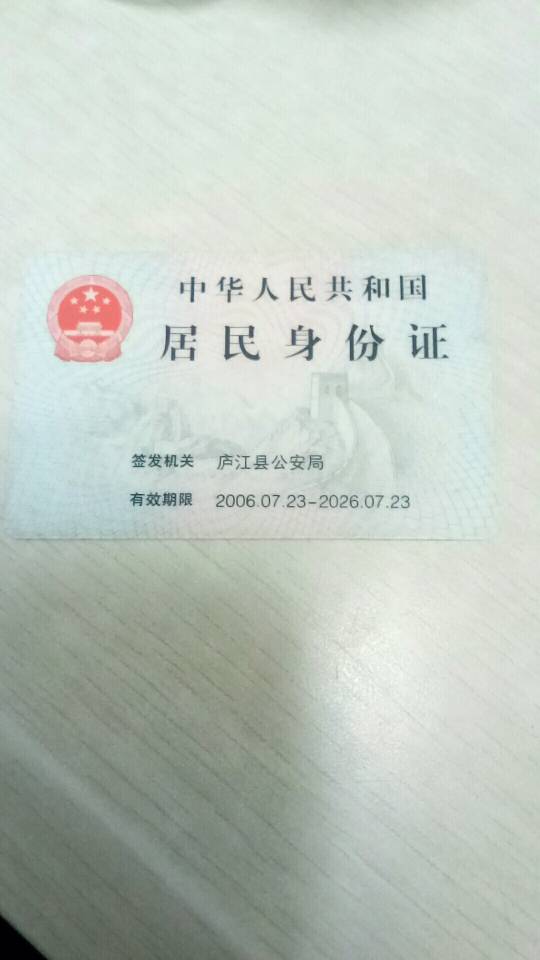 中华人民共和国
居民身份证
签发机关 庐江县公安局
有效期限 2006.07.23-2026.07.23